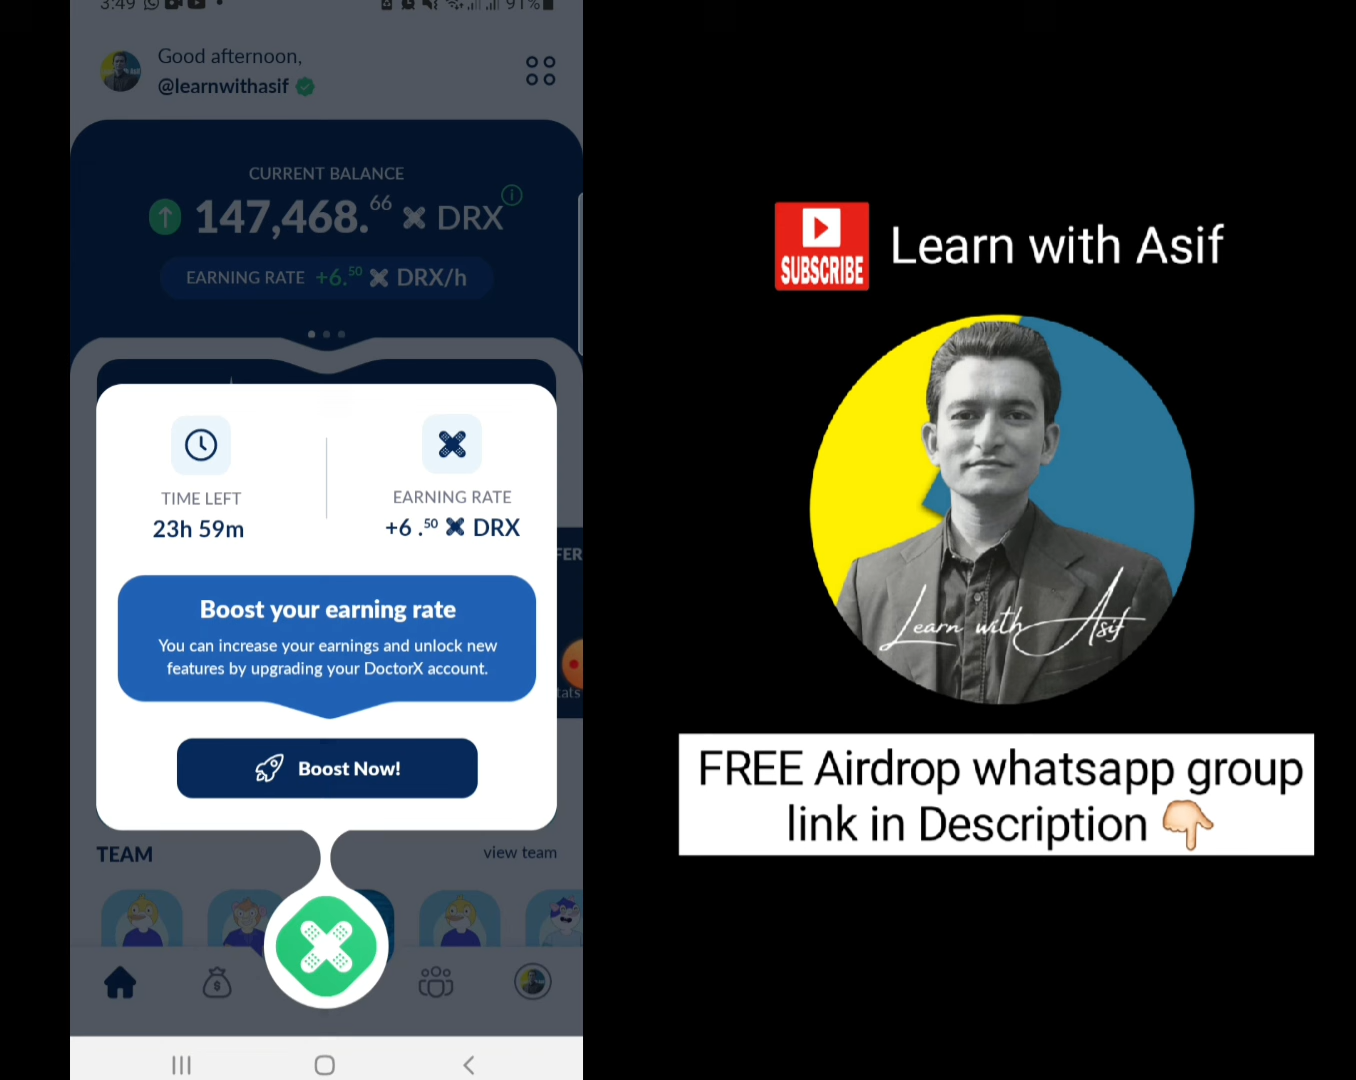 3:49
91%
Good afternoon,
@learnwithasif
CURRENT BALANCE
147,468.66 DRX
EARNING RATE +6.50 DRX/h
TIME LEFT
23h 59m
EARNING RATE
+6.50 DRX
Boost your earning rate
You can increase your earnings and unlock new
features by upgrading your DoctorX account.
Boost Now!
TEAM
view team
SUBSCRIBE
Learn with Asif
Learn with Asif
FREE Airdrop whatsapp group
link in Description 👇🏻